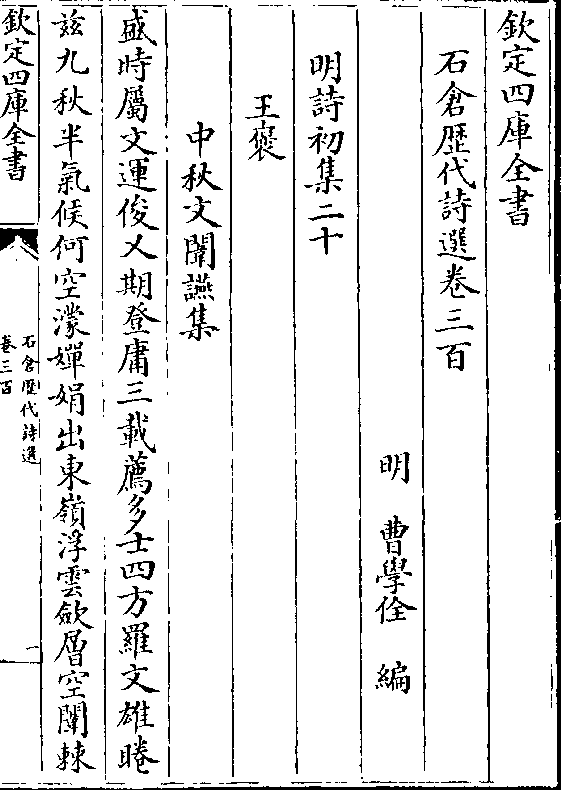 欽定四庫全書
石倉歴代詩選卷三百
明　曹學佺　編
明詩初集二十
王褒
中秋文闈讌集
盛時屬文運俊乂期登庸三載薦多士四方羅文雄睠
兹九秋半氣候何空濛嬋娟出東嶺浮雲斂層空闈棘
欽定四庫全書
石倉歴代詩選
卷三百
一